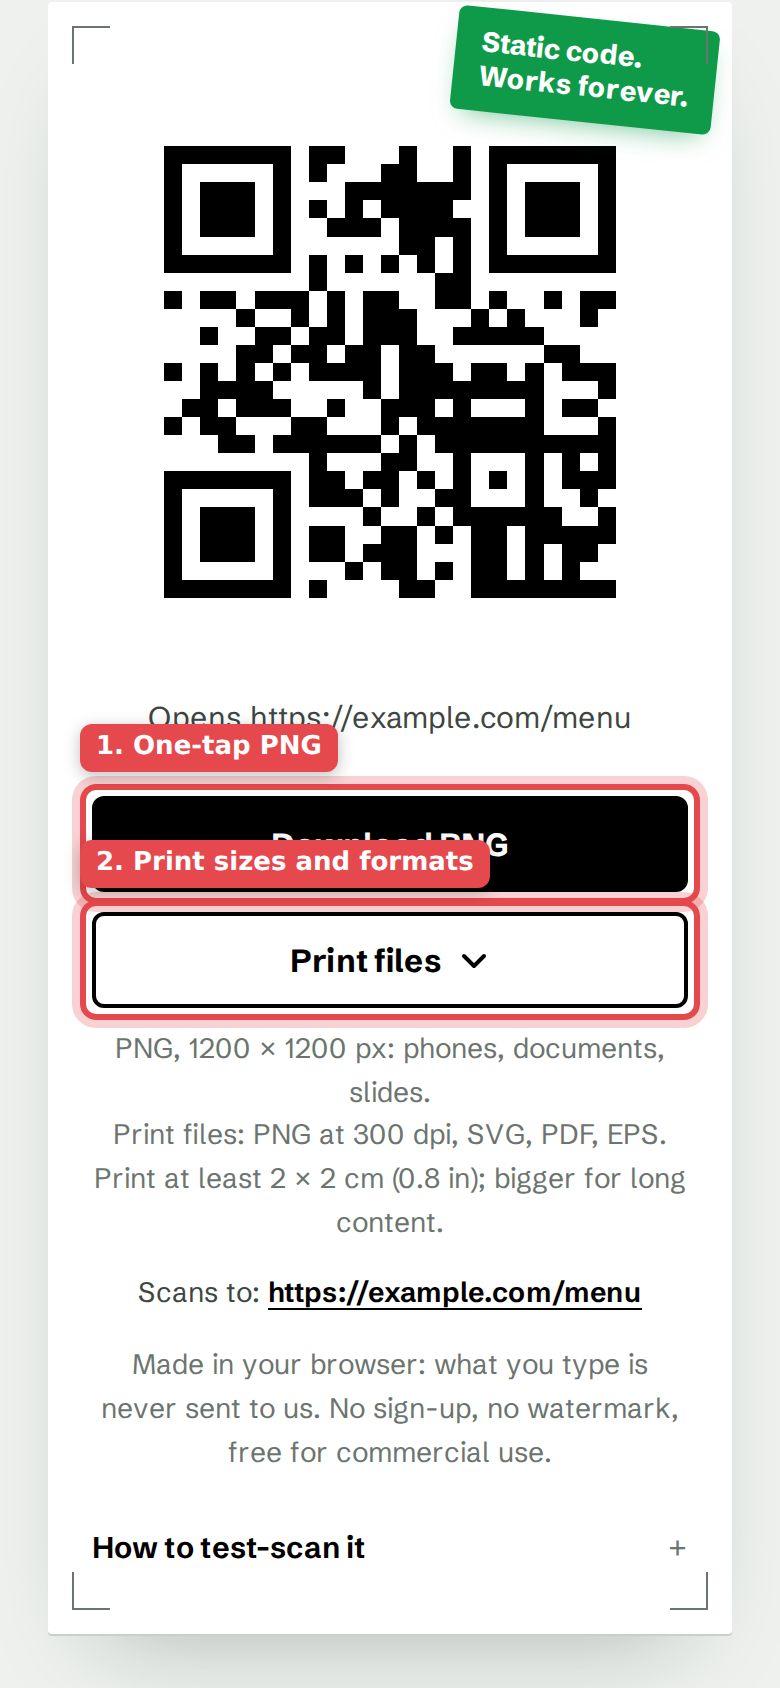 Static code.
Works forever.
Opens https://example.com/menu
1. One-tap PNG
Download PNG
2. Print sizes and formats
Print files
PNG, 1200 × 1200 px: phones, documents,
slides.
Print files: PNG at 300 dpi, SVG, PDF, EPS.
Print at least 2 × 2 cm (0.8 in); bigger for long
content.
Scans to: https://example.com/menu
Made in your browser: what you type is
never sent to us. No sign-up, no watermark,
free for commercial use.
How to test-scan it +